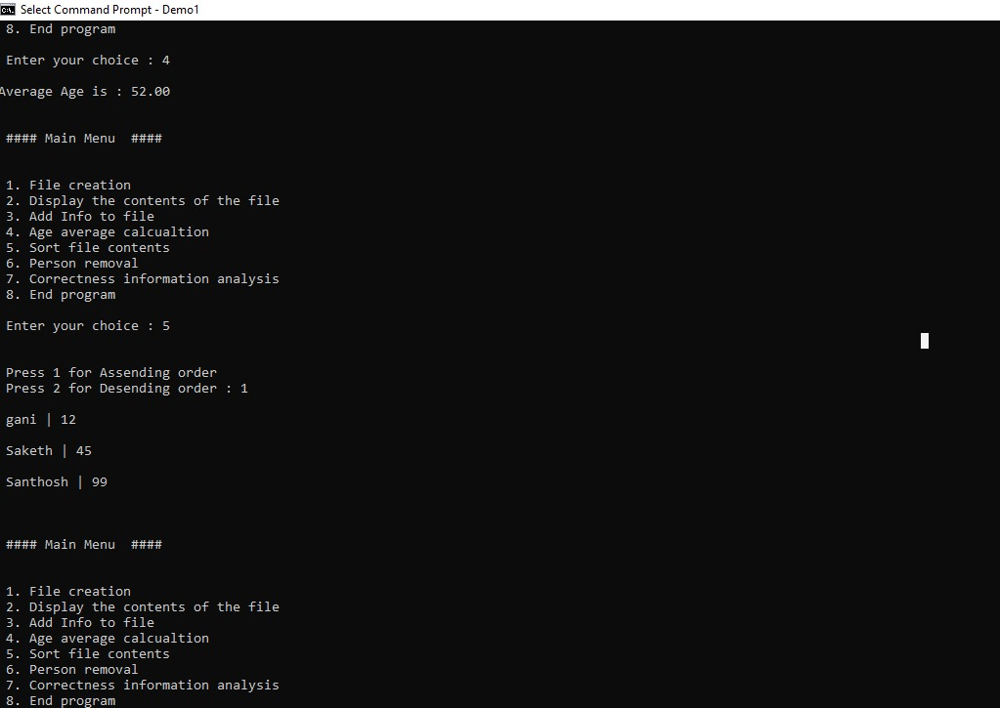 Select Command Prompt - Demo1
8. End program
Enter your choice : 4
Average Age is : 52.00
#### Main Menu  ####
1. File creation
2. Display the contents of the file
3. Add Info to file
4. Age average calcualtion
5. Sort file contents
6. Person removal
7. Correctness information analysis
8. End program
Enter your choice : 5
Press 1 for Assending order
Press 2 for Desending order : 1
gani | 12
Saketh | 45
Santhosh | 99
#### Main Menu  ####
1. File creation
2. Display the contents of the file
3. Add Info to file
4. Age average calcualtion
5. Sort file contents
6. Person removal
7. Correctness information analysis
8. End program